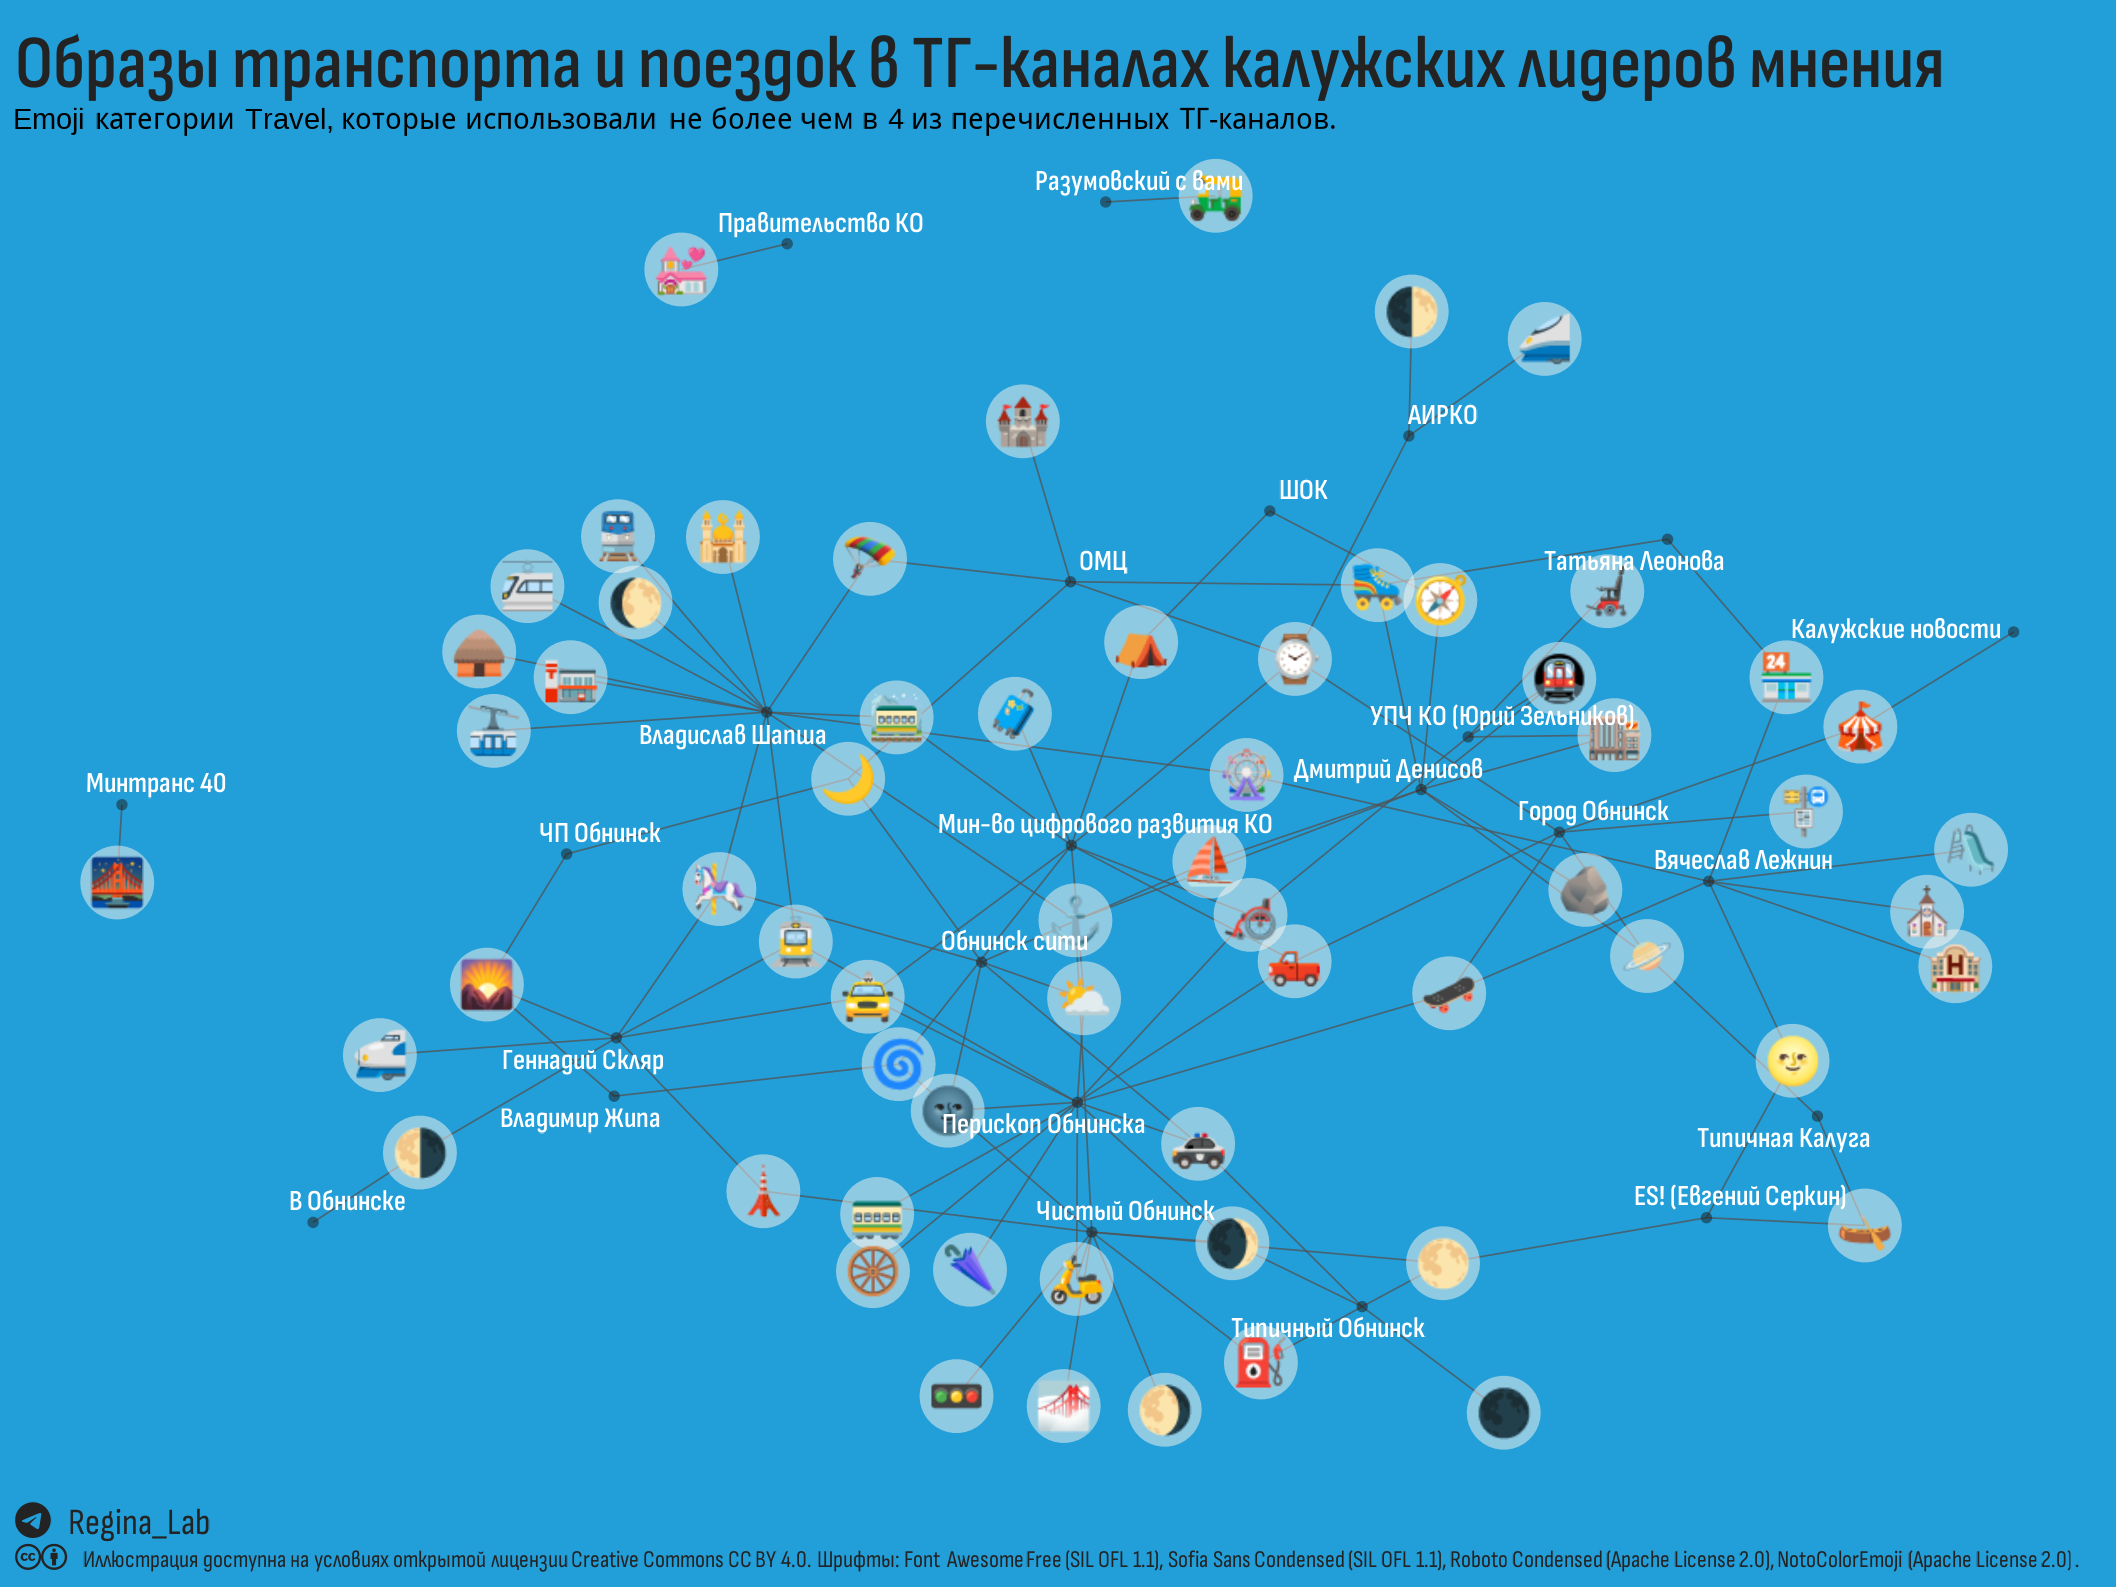 Образы транспорта и поездок в ТГ-каналах калужских лидеров мнения
Emoji категории Travel, которые использовали не более чем в 4 из перечисленных ТГ-каналов.
Разумовский с вами
Правительство КО
АИРКО
ШОК
ОМЦ
Татьяна Леонова
Калужские новости
24
УПЧ КО (Юрий Зельников)
Владислав Шапша
Дмитрий Денисов
Минтранс 40
Город Обнинск
Мин-во цифрового развития КО
ЧП Обнинск
Вячеслав Лежнин
Обнинск сити
H
Геннадий Скляр
Владимир Жипа
Перископ Обнинска
Типичная Калуга
В Обнинске
ES! (Евгений Серкин)
Чистый Обнинск
Типичный Обнинск
Regina_Lab
cc Иллюстрация доступна на условиях открытой лицензии Creative Commons CC BY 4.0. Шрифты: Font Awesome Free (SIL OFL 1.1), Sofia Sans Condensed (SIL OFL 1.1), Roboto Condensed (Apache License 2.0), NotoColorEmoji (Apache License 2.0).